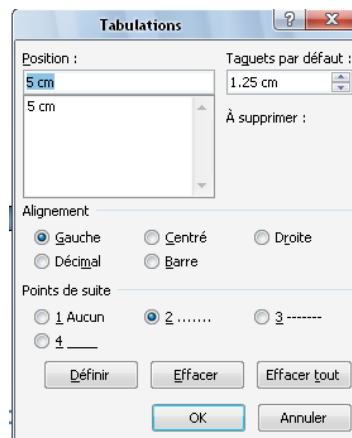 Tabulations
Position :
Taquets par défaut :
5 cm
1.25 cm
5 cm
À supprimer :
Alignement
Gauche
Centré
Droite
Décimal
Barre
Points de suite
1 Aucun
2 .......
3 -------
4 ____
Définir
Effacer
Effacer tout
OK
Annuler